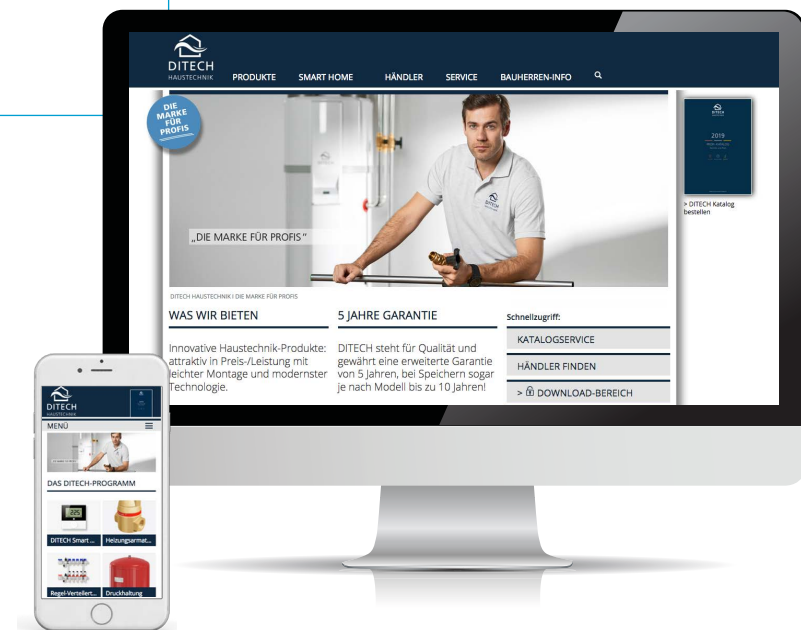 DITECH
HAUSTECHNIK
PRODUKTE
SMART HOME
HÄNDLER
SERVICE
BAUHERREN-INFO
DIE
MARKE
FÜR
PROFIS
„DIE MARKE FÜR PROFIS“
DITECH
2019
> DITECH Katalog
bestellen
DITECH HAUSTECHNIK I DIE MARKE FÜR PROFIS
WAS WIR BIETEN
Innovative Haustechnik-Produkte:
attraktiv in Preis-/Leistung mit
leichter Montage und modernster
Technologie.
5 JAHRE GARANTIE
DITECH steht für Qualität und
gewährt eine erweiterte Garantie
von 5 Jahren, bei Speichern sogar
je nach Modell bis zu 10 Jahren!
Schnellzugriff:
KATALOGSERVICE
HÄNDLER FINDEN
> DOWNLOAD-BEREICH
DITECH
HAUSTECHNIK
MENÜ
DAS DITECH-PROGRAMM
DITECH Smart ...
Heizungsarmat...
Regel-Verteilert...
Druckhaltung